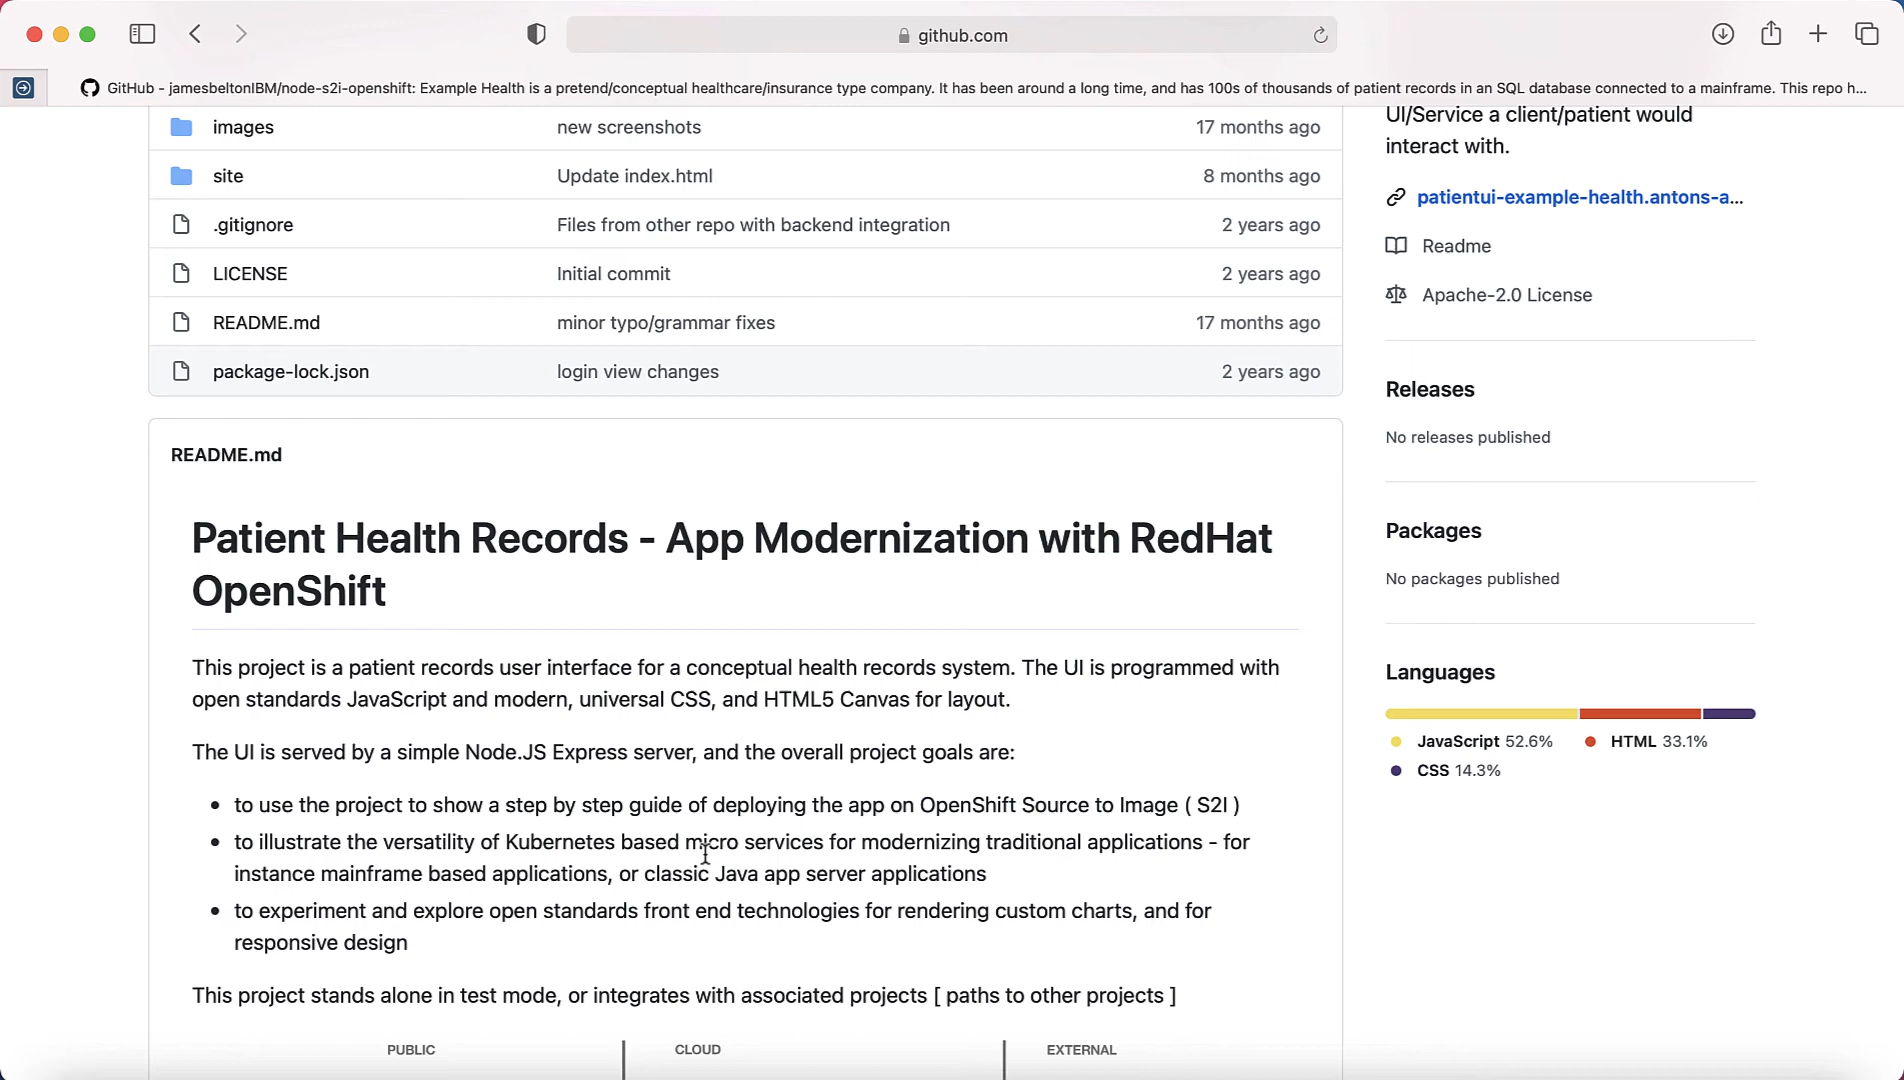 github.com
GitHub - jamesbeltonIBM/node-s2i-openshift: Example Health is a pretend/conceptual healthcare/insurance type company. It has been around a long time, and has 100s of thousands of patient records in an SQL database connected to a mainframe. This repo h...
images new screenshots 17 months ago
site Update index.html 8 months ago
.gitignore Files from other repo with backend integration 2 years ago
LICENSE Initial commit 2 years ago
README.md minor typo/grammar fixes 17 months ago
package-lock.json login view changes 2 years ago
README.md
Patient Health Records - App Modernization with RedHat
OpenShift
This project is a patient records user interface for a conceptual health records system. The UI is programmed with
open standards JavaScript and modern, universal CSS, and HTML5 Canvas for layout.
The UI is served by a simple Node.JS Express server, and the overall project goals are:
• to use the project to show a step by step guide of deploying the app on OpenShift Source to Image ( S2I )
• to illustrate the versatility of Kubernetes based micro services for modernizing traditional applications - for
instance mainframe based applications, or classic Java app server applications
• to experiment and explore open standards front end technologies for rendering custom charts, and for
responsive design
This project stands alone in test mode, or integrates with associated projects [ paths to other projects ]
PUBLIC CLOUD EXTERNAL
UI/Service a client/patient would
interact with.
patientui-example-health.antons-a...
Readme
Apache-2.0 License
Releases
No releases published
Packages
No packages published
Languages
JavaScript 52.6% HTML 33.1%
CSS 14.3%